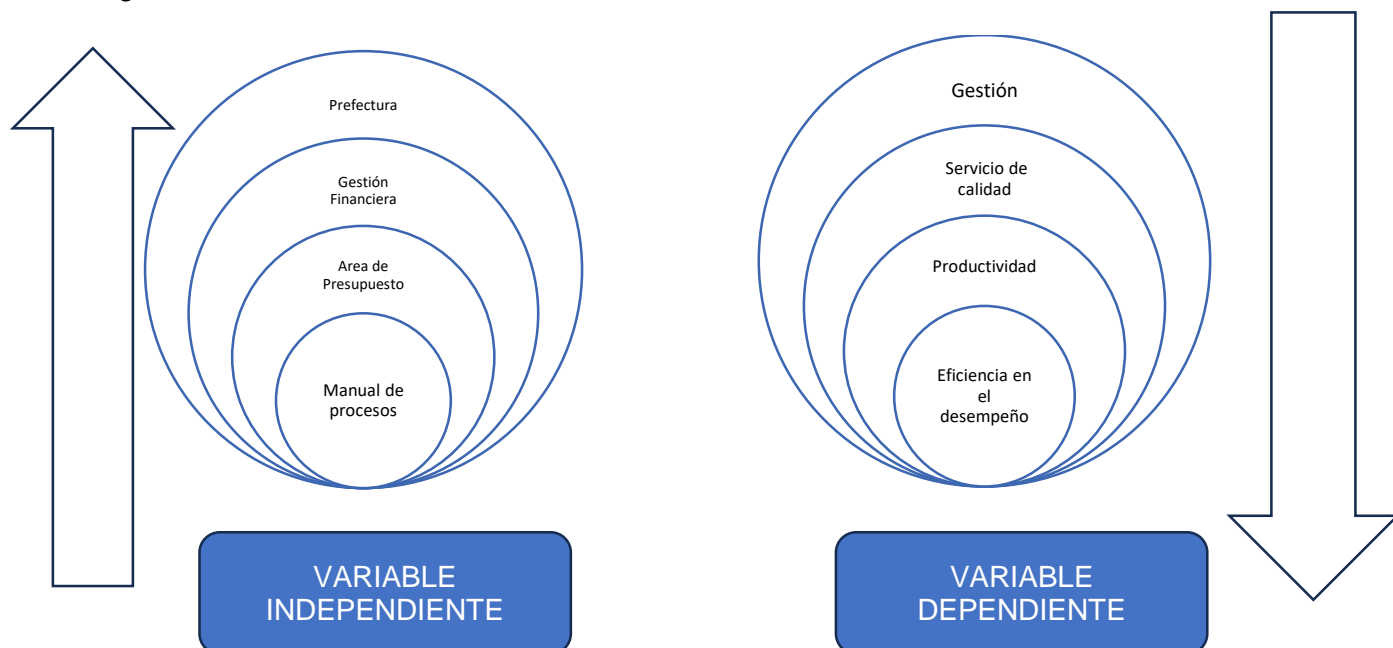 Prefectura
Gestión
Financiera
Area de
Presupuesto
Manual de
procesos
VARIABLE
INDEPENDIENTE
Gestión
Servicio de
calidad
Productividad
Eficiencia en
el
desempeño
VARIABLE
DEPENDIENTE